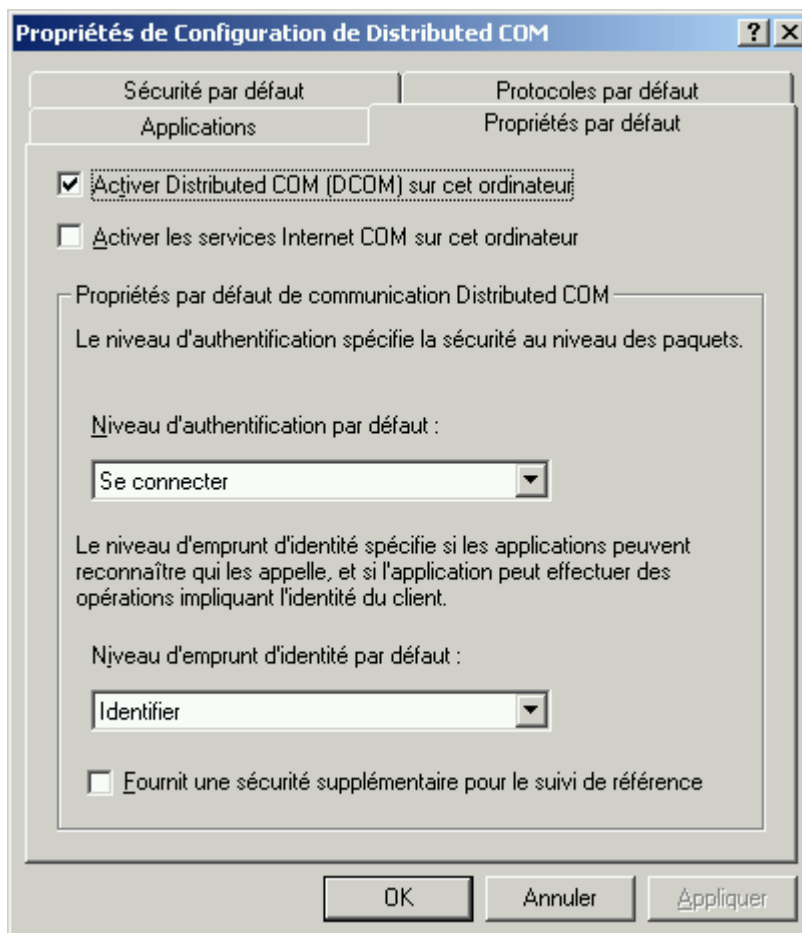 Propriétés de Configuration de Distributed COM
Sécurité par défaut
Protocoles par défaut
Applications
Propriétés par défaut
Activer Distributed COM (DCOM) sur cet ordinateur
Activer les services Internet COM sur cet ordinateur
Propriétés par défaut de communication Distributed COM
Le niveau d'authentification spécifie la sécurité au niveau des paquets.
Niveau d'authentification par défaut :
Se connecter
Le niveau d'emprunt d'identité spécifie si les applications peuvent
reconnaître qui les appelle, et si l'application peut effectuer des
opérations impliquant l'identité du client.
Niveau d'emprunt d'identité par défaut :
Identifier
Fournit une sécurité supplémentaire pour le suivi de référence
OK
Annuler
Appliquer